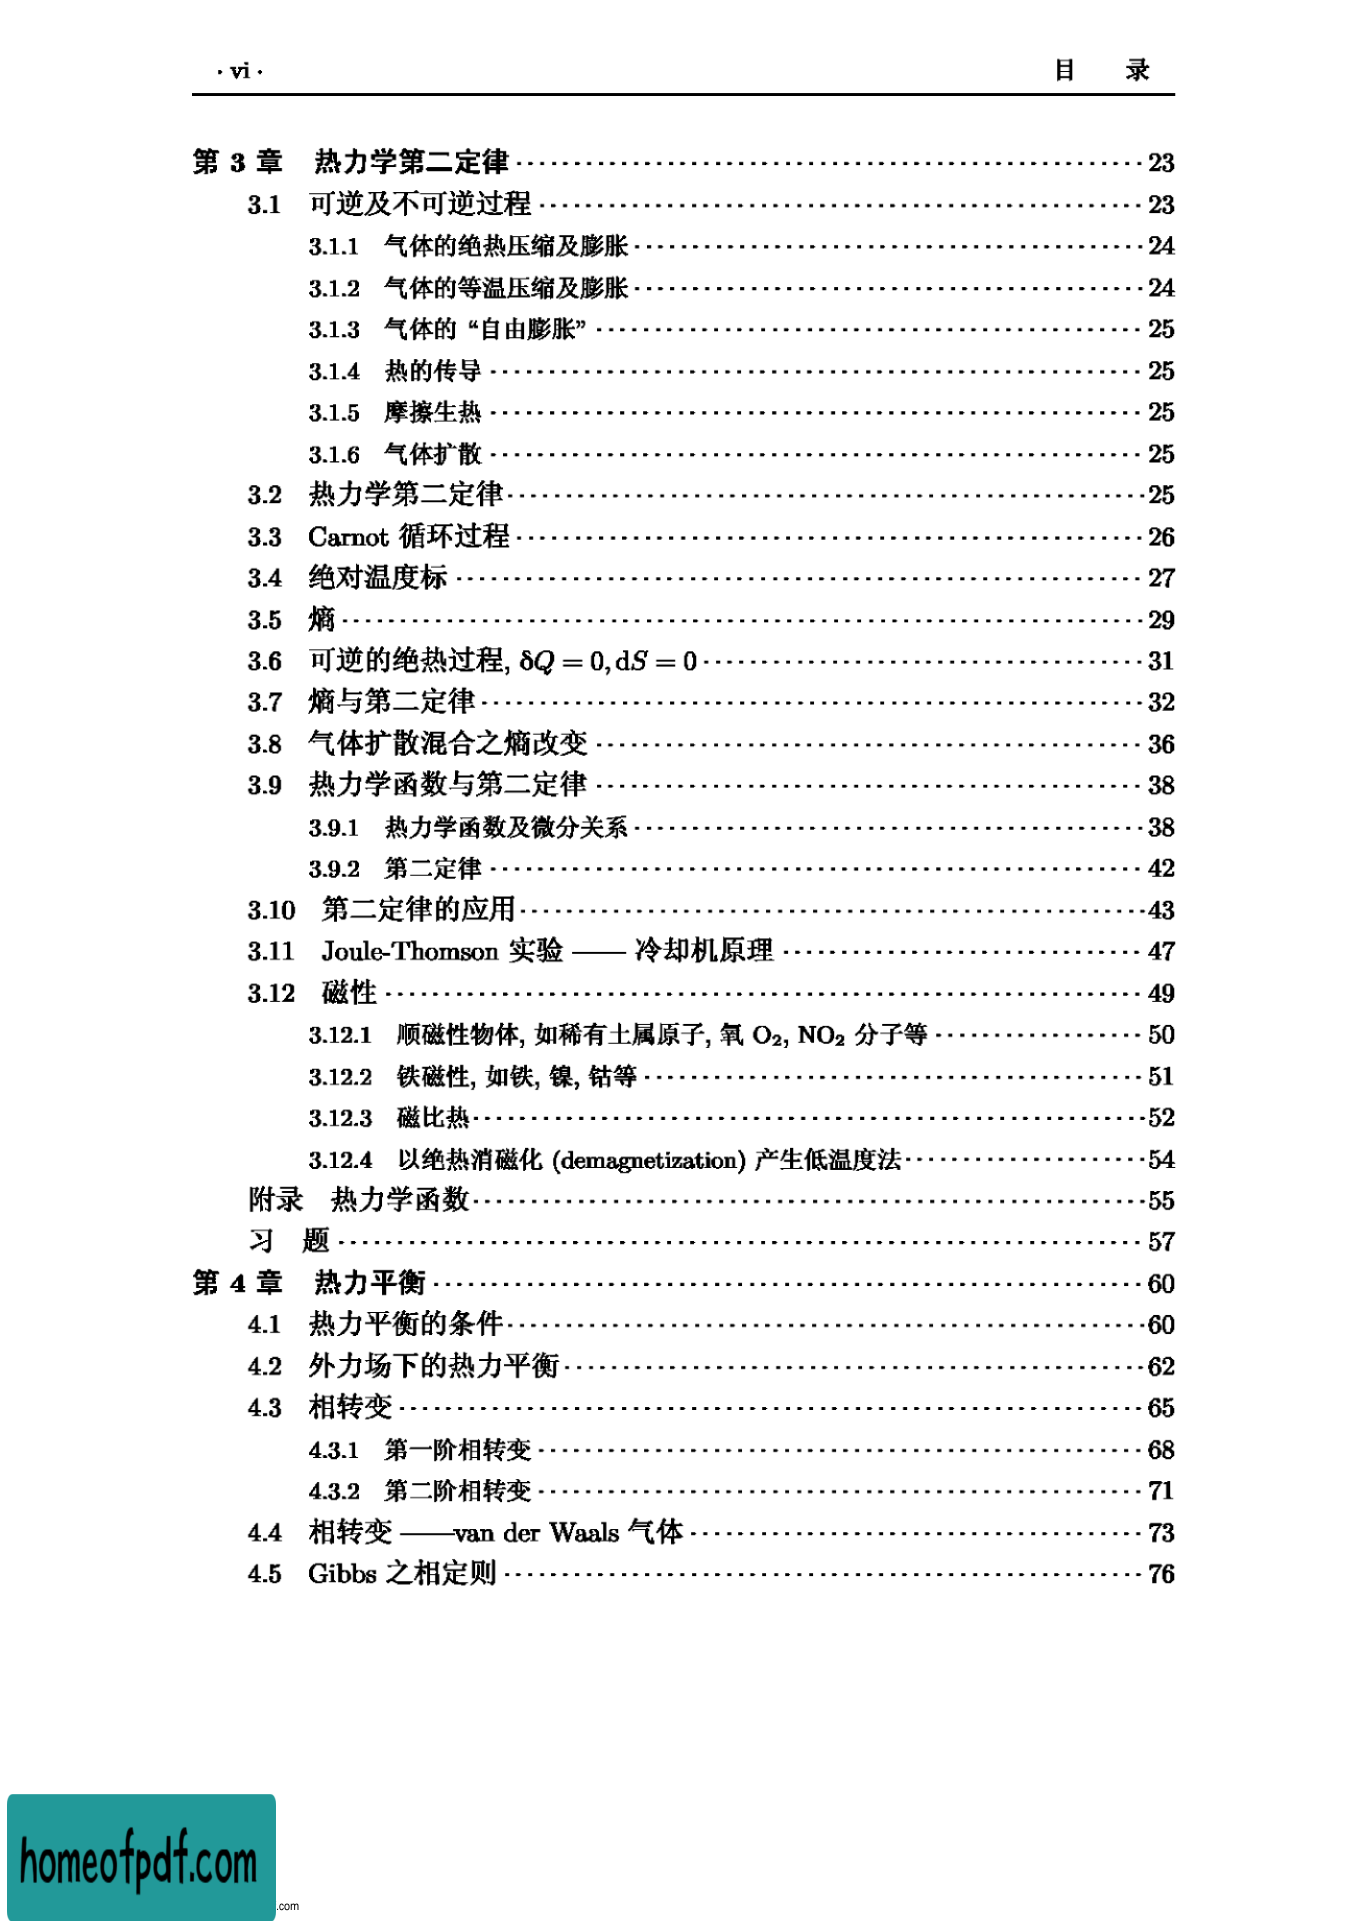 · vi ·	目 录
第 3 章 热力学第二定律 ························ 23
3.1 可逆及不可逆过程 ························ 23
3.1.1 气体的绝热压缩及膨胀 ························ 24
3.1.2 气体的等温压缩及膨胀 ························ 24
3.1.3 气体的 “自由膨胀” ························ 25
3.1.4 热的传导 ························ 25
3.1.5 摩擦生热 ························ 25
3.1.6 气体扩散 ························ 25
3.2 热力学第二定律 ························ 25
3.3 Carnot 循环过程 ························ 26
3.4 绝对温度标 ························ 27
3.5 熵 ························ 29
3.6 可逆的绝热过程, δQ = 0, dS = 0 ························ 31
3.7 熵与第二定律 ························ 32
3.8 气体扩散混合之熵改变 ························ 36
3.9 热力学函数与第二定律 ························ 38
3.9.1 热力学函数及微分关系 ························ 38
3.9.2 第二定律 ························ 42
3.10 第二定律的应用 ························ 43
3.11 Joule-Thomson 实验 —— 冷却机原理 ························ 47
3.12 磁性 ························ 49
3.12.1 顺磁性物体, 如稀有土属原子, 氧 O₂, NO₂ 分子等 ························ 50
3.12.2 铁磁性, 如铁, 镍, 钴等 ························ 51
3.12.3 磁比热 ························ 52
3.12.4 以绝热消磁化 (demagnetization) 产生低温度法 ························ 54
附录 热力学函数 ························ 55
习 题 ························ 57
第 4 章 热力平衡 ························ 60
4.1 热力平衡的条件 ························ 60
4.2 外力场下的热力平衡 ························ 62
4.3 相转变 ························ 65
4.3.1 第一阶相转变 ························ 68
4.3.2 第二阶相转变 ························ 71
4.4 相转变 ——van der Waals 气体 ························ 73
4.5 Gibbs 之相定则 ························ 76
homeofpdf.com
.com